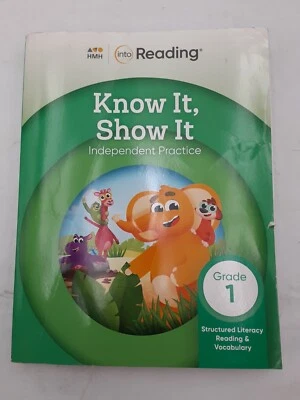 HMH
into Reading®
Know It,
Show It
Independent Practice
Grade
1
Structured Literacy
Reading &
Vocabulary